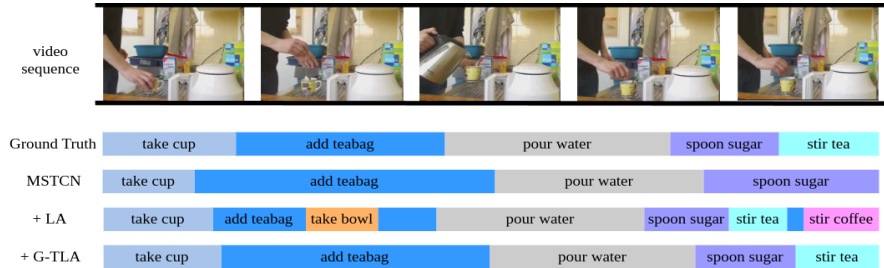 video
sequence
Ground Truth take cup add teabag pour water spoon sugar stir tea
MSTCN take cup add teabag pour water spoon sugar
+ LA take cup add teabag take bowl pour water spoon sugar stir tea stir coffee
+ G-TLA take cup add teabag pour water spoon sugar stir tea